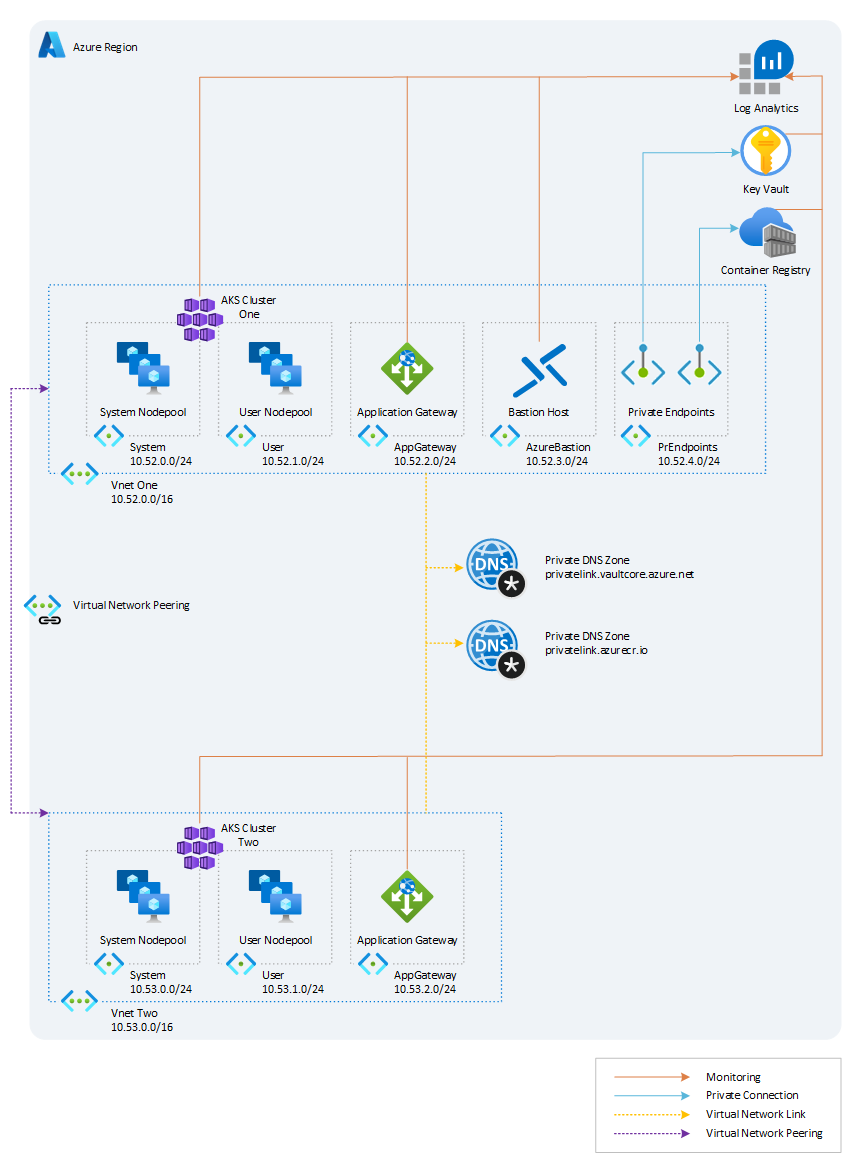 Azure Region
Log Analytics
Key Vault
Container Registry
AKS Cluster
One
System Nodepool
User Nodepool
Application Gateway
Bastion Host
Private Endpoints
System
10.52.0.0/24
User
10.52.1.0/24
AppGateway
10.52.2.0/24
AzureBastion
10.52.3.0/24
PrEndpoints
10.52.4.0/24
Vnet One
10.52.0.0/16
DNS
Private DNS Zone
privatelink.vaultcore.azure.net
Virtual Network Peering
DNS
Private DNS Zone
privatelink.azurecr.io
AKS Cluster
Two
System Nodepool
User Nodepool
Application Gateway
System
10.53.0.0/24
User
10.53.1.0/24
AppGateway
10.53.2.0/24
Vnet Two
10.53.0.0/16
Monitoring
Private Connection
Virtual Network Link
Virtual Network Peering